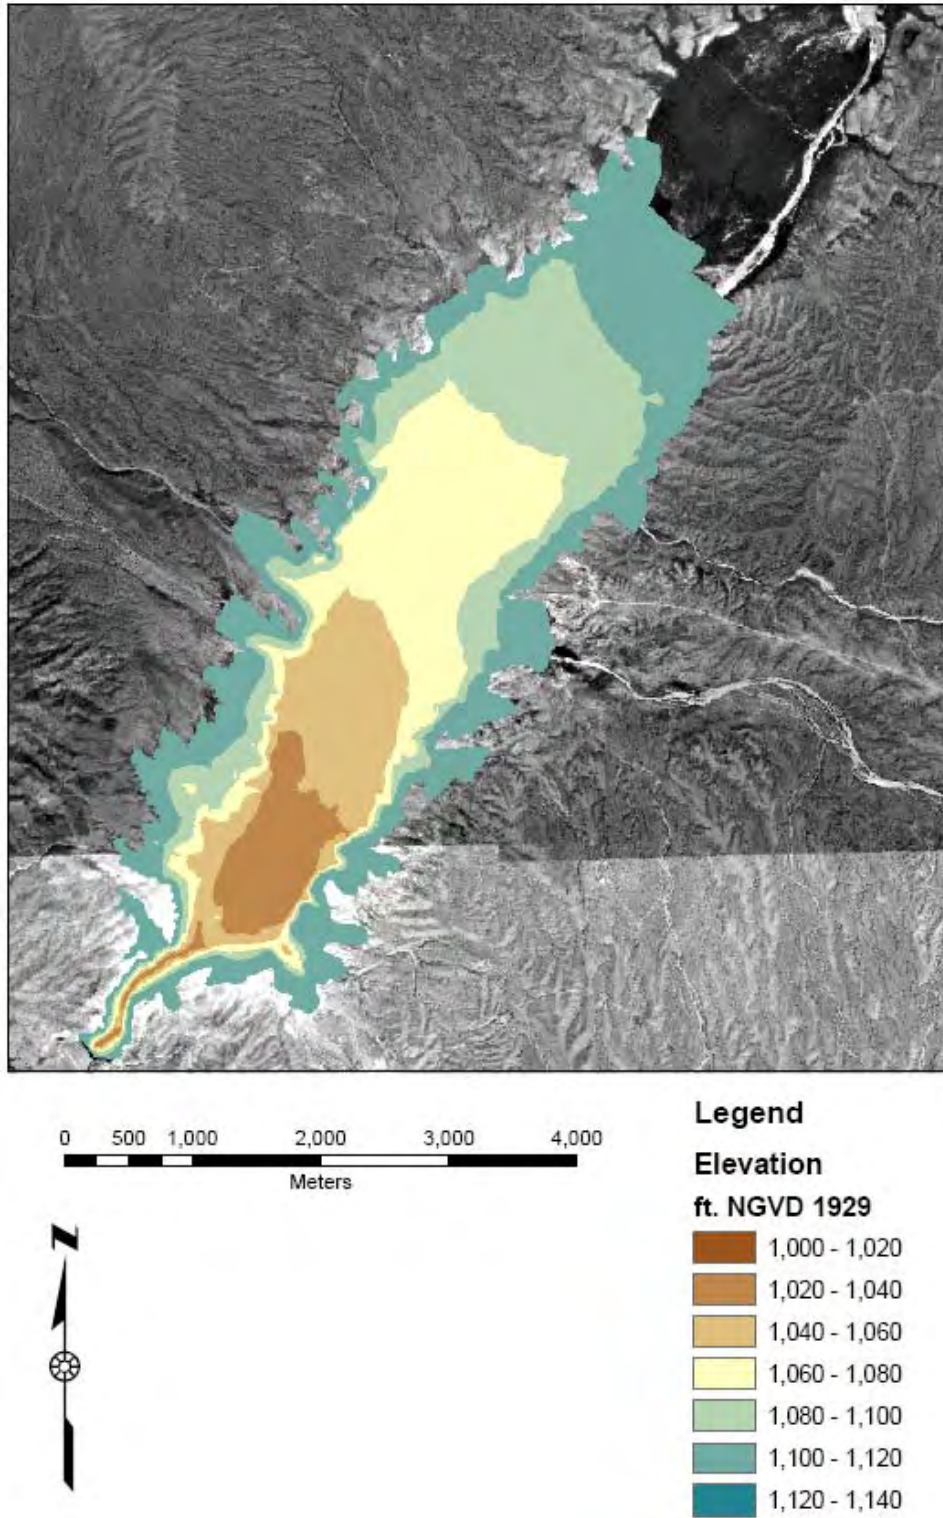 0 500 1,000 2,000 3,000 4,000
Meters
N
Legend
Elevation
ft. NGVD 1929
1,000 - 1,020
1,020 - 1,040
1,040 - 1,060
1,060 - 1,080
1,080 - 1,100
1,100 - 1,120
1,120 - 1,140